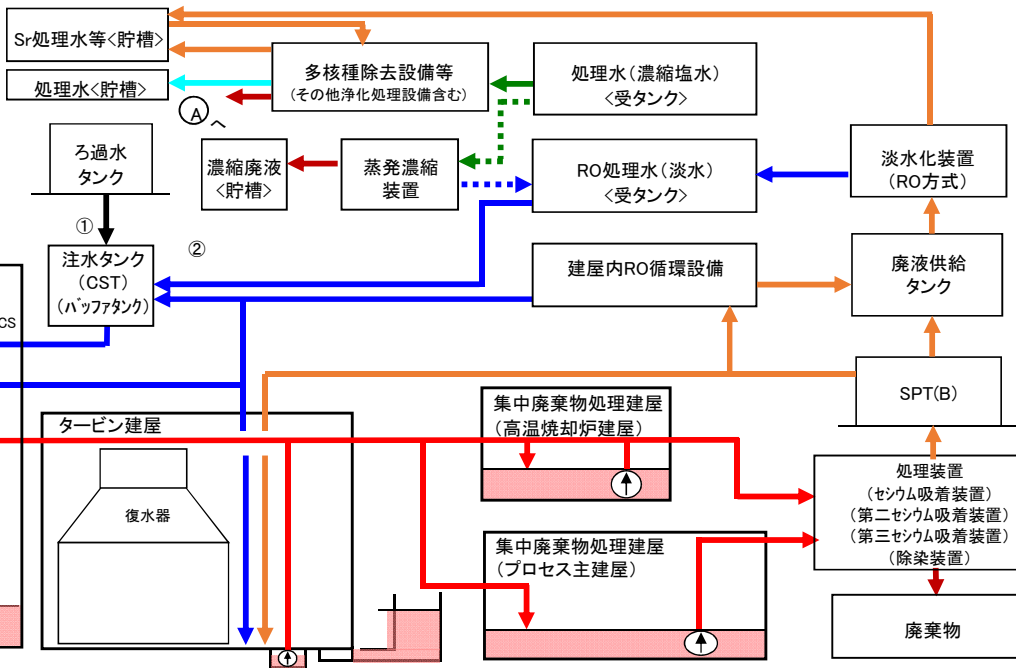 Sr処理水等<貯槽>
処理水<貯槽>
多核種除去設備等
(その他浄化処理設備含む)
処理水(濃縮塩水)
<受タンク>
A へ
ろ過水
タンク
濃縮廃液
<貯槽>
蒸発濃縮
装置
RO処理水(淡水)
<受タンク>
淡水化装置
(RO方式)
①
②
注水タンク
(CST)
(バッファタンク)
建屋内RO循環設備
廃液供給
タンク
CS
SPT(B)
タービン建屋
集中廃棄物処理建屋
(高温焼却炉建屋)
復水器
処理装置
(セシウム吸着装置)
(第二セシウム吸着装置)
(第三セシウム吸着装置)
(除染装置)
集中廃棄物処理建屋
(プロセス主建屋)
廃棄物